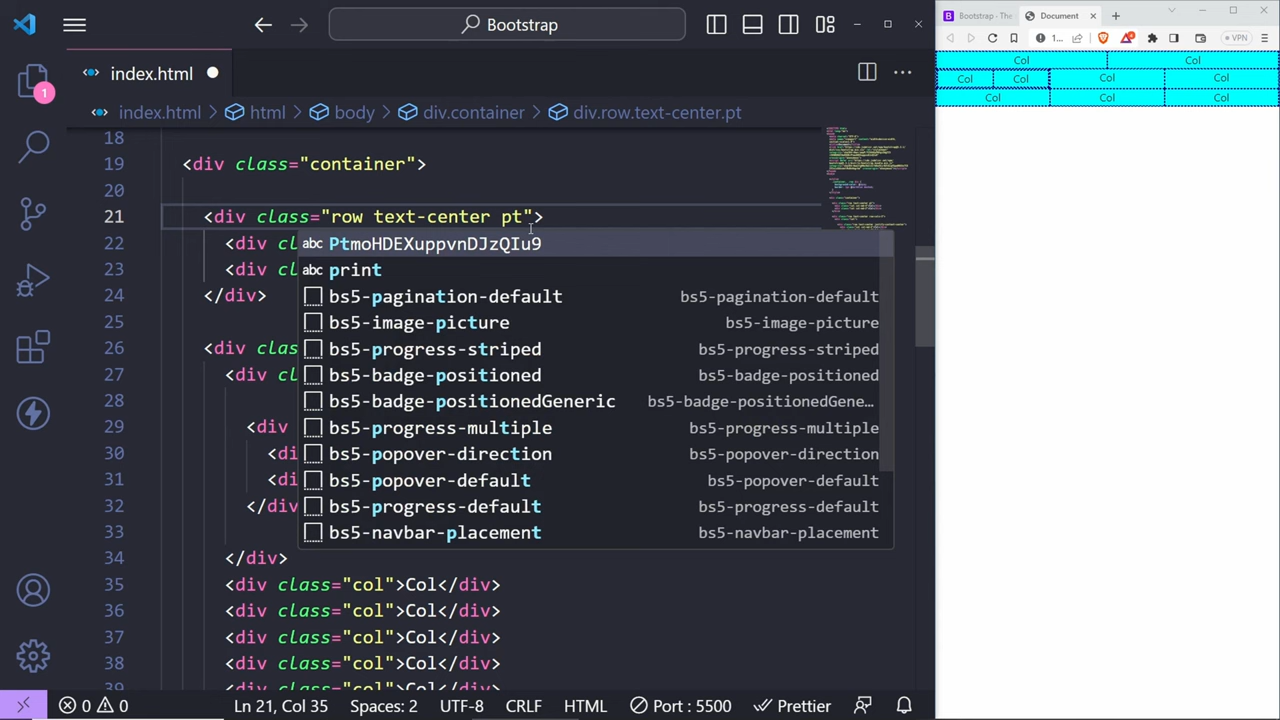 Bootstrap
index.html
index.html > html > body > div.container > div.row.text-center.pt
18
19 <div class="container">
20
21 <div class="row text-center pt">
22 <div cl
23 <div cl
24 </div>
25
26 <div clas
27 <div cl
28
29 <div
30 <di
31 <di
32 </div
33
34 </div>
35 <div class="col">Col</div>
36 <div class="col">Col</div>
37 <div class="col">Col</div>
38 <div class="col">Col</div>
39
abc PtmoHDEXuppvnDJzQIu9
abc print
bs5-pagination-default bs5-pagination-default
bs5-image-picture bs5-image-picture
bs5-progress-striped bs5-progress-striped
bs5-badge-positioned bs5-badge-positioned
bs5-badge-positionedGeneric bs5-badge-positionedGene…
bs5-progress-multiple bs5-progress-multiple
bs5-popover-direction bs5-popover-direction
bs5-popover-default bs5-popover-default
bs5-progress-default bs5-progress-default
bs5-navbar-placement bs5-navbar-placement
1
0 0 Ln 21, Col 35 Spaces: 2 UTF-8 CRLF HTML Port : 5500 Prettier
Bootstrap - The Document
1... VPN
Col Col
Col Col Col Col
Col Col Col